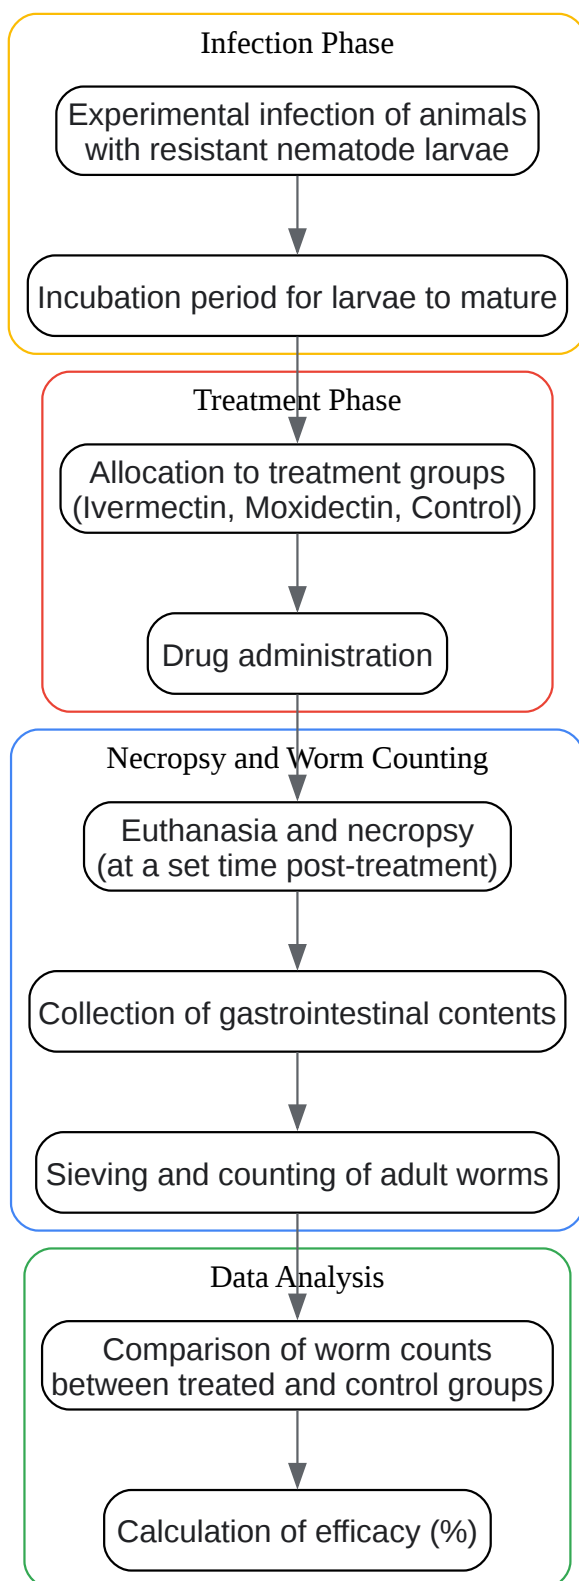 Infection Phase
Experimental infection of animals
with resistant nematode larvae
Incubation period for larvae to mature
Treatment Phase
Allocation to treatment groups
(Ivermectin, Moxidectin, Control)
Drug administration
Necropsy and Worm Counting
Euthanasia and necropsy
(at a set time post-treatment)
Collection of gastrointestinal contents
Sieving and counting of adult worms
Data Analysis
Comparison of worm counts
between treated and control groups
Calculation of efficacy (%)